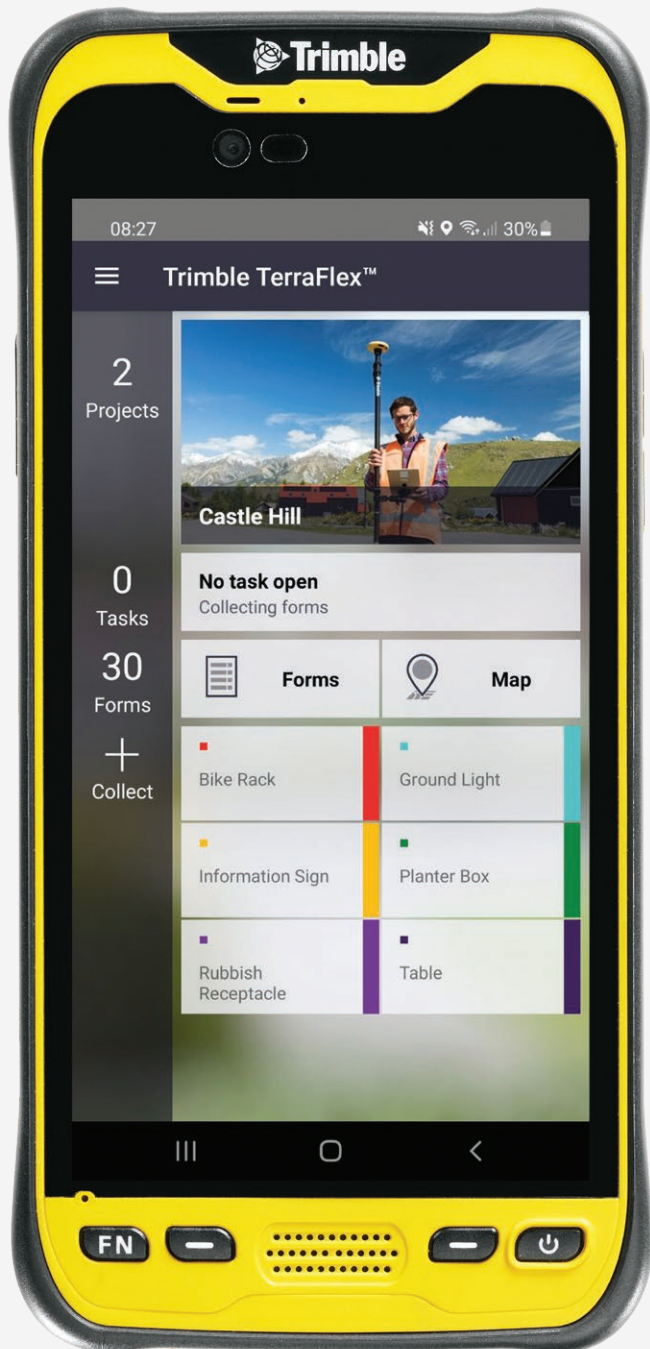 Trimble
08:27
30%
Trimble TerraFlex™
2
Projects
Castle Hill
0
Tasks
No task open
Collecting forms
30
Forms
Forms
Map
Collect
Bike Rack
Ground Light
Information Sign
Planter Box
Rubbish
Receptacle
Table
FN